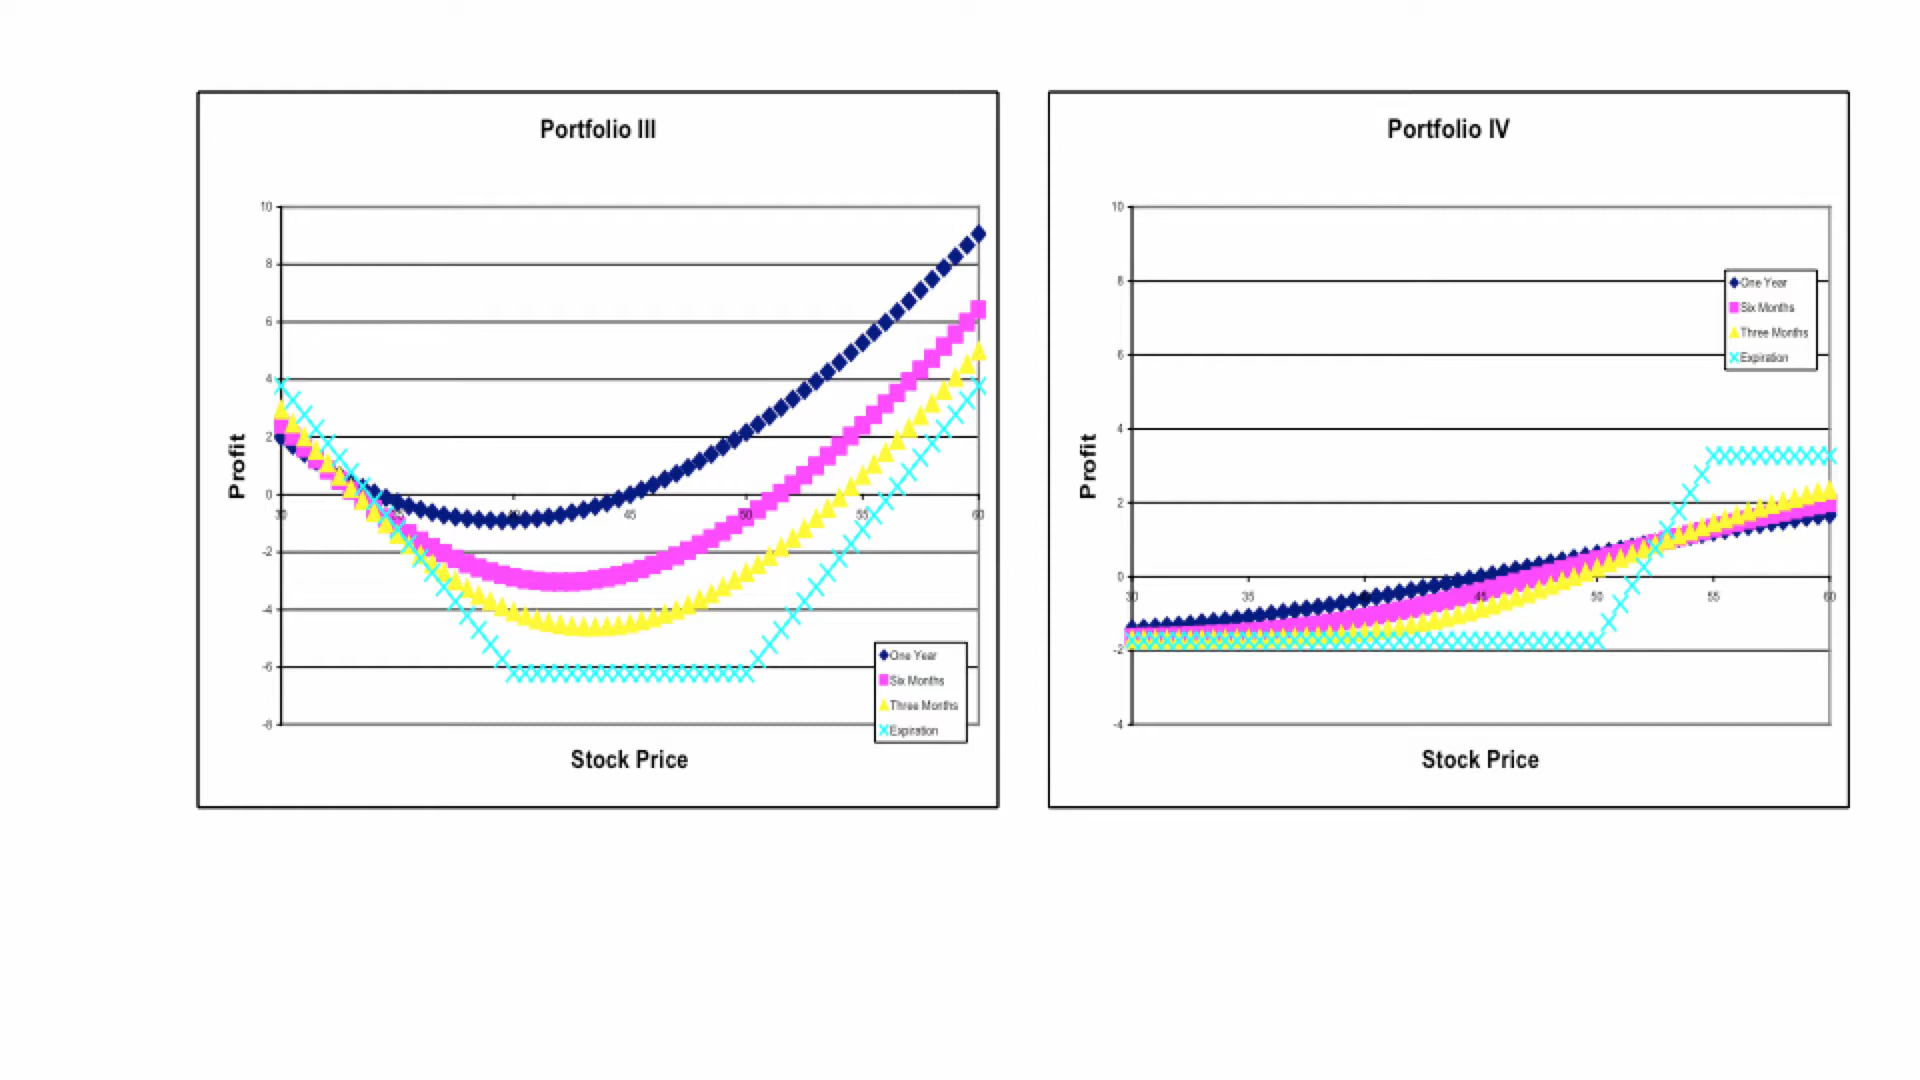 Portfolio III
10
8
6
4
2
0
-2
-4
-6
-8
30
45
50
55
60
Profit
Stock Price
One Year
Six Months
Three Months
Expiration
Portfolio IV
10
8
6
4
2
0
-2
-4
30
35
45
50
55
60
Profit
Stock Price
One Year
Six Months
Three Months
Expiration